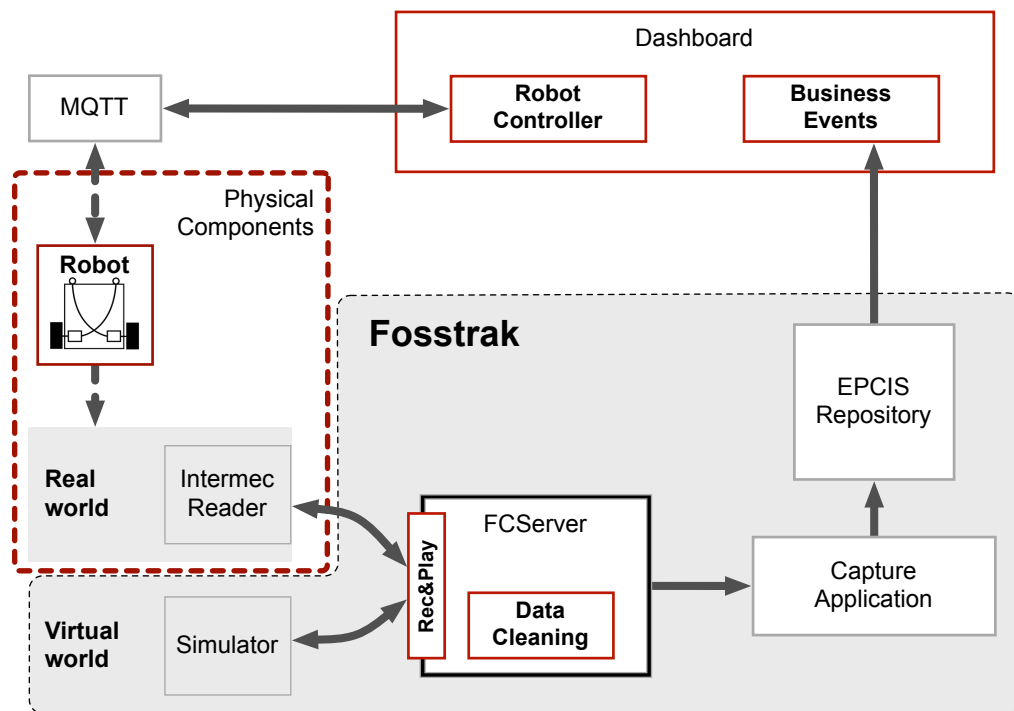 Dashboard
MQTT
Robot
Controller
Business
Events
Physical
Components
Robot
Fosstrak
EPCIS
Repository
Real
world
Intermec
Reader
Rec&Play
FCServer
Data
Cleaning
Capture
Application
Virtual
world
Simulator